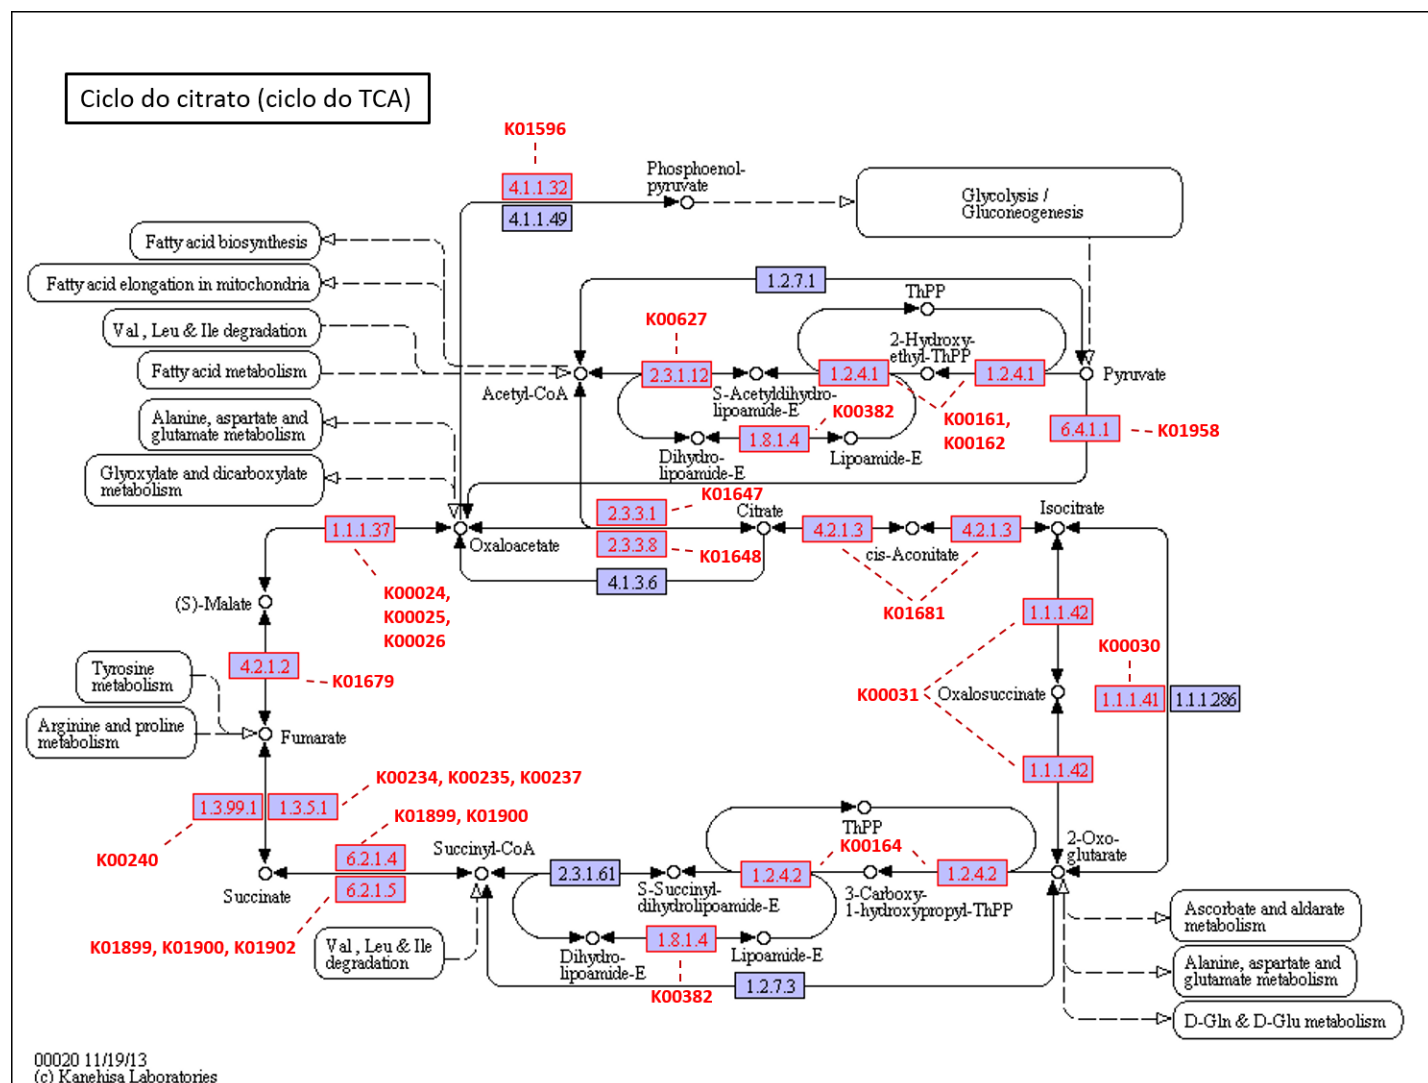 Ciclo do citrato (ciclo do TCA)
K01596
4.1.1.32
4.1.1.49
Phosphoenol-
pyruvate
Glycolysis /
Gluconeogenesis
Fatty acid biosynthesis
Fatty acid elongation in mitochondria
Val , Leu & Ile degradation
Fatty acid metabolism
Alanine, aspartate and
glutamate metabolism
Glyoxylate and dicarboxylate
metabolism
1.2.7.1
ThPP
K00627
2-Hydroxy-
ethyl-ThPP
2.3.1.12
1.2.4.1
1.2.4.1
Pyruvate
Acetyl-CoA
S-Acetyldihydro-
lipoamide-E
K00382
K00161,
K00162
1.8.1.4
6.4.1.1
K01958
Dihydro-
lipoamide-E
Lipoamide-E
K01647
2.3.3.1
Citrate
Isocitrate
1.1.1.37
Oxaloacetate
2.3.3.8
K01648
4.2.1.3
4.2.1.3
cis-Aconitate
4.1.3.6
K00024,
K00025,
K00026
K01681
(S)-Malate
1.1.1.42
4.2.1.2
K01679
K00030
K00031
Oxalosuccinate
1.1.1.41
1.1.1.286
Tyrosine
metabolism
Arginine and proline
metabolism
Fumarate
1.1.1.42
K00234, K00235, K00237
1.3.99.1
1.3.5.1
K01899, K01900
K00240
ThPP
K00164
2-Oxo-
glutarate
Succinyl-CoA
6.2.1.4
2.3.1.61
1.2.4.2
1.2.4.2
Succinate
6.2.1.5
S-Succinyl-
dihydrolipoamide-E
3-Carboxy-
1-hydroxypropyl-ThPP
K01899, K01900, K01902
Val , Leu & Ile
degradation
1.8.1.4
Dihydro-
lipoamide-E
Lipoamide-E
K00382
1.2.7.3
Ascorbate and aldarate
metabolism
Alanine, aspartate and
glutamate metabolism
D-Gln & D-Glu metabolism
00020 11/19/13
(c) Kanehisa Laboratories